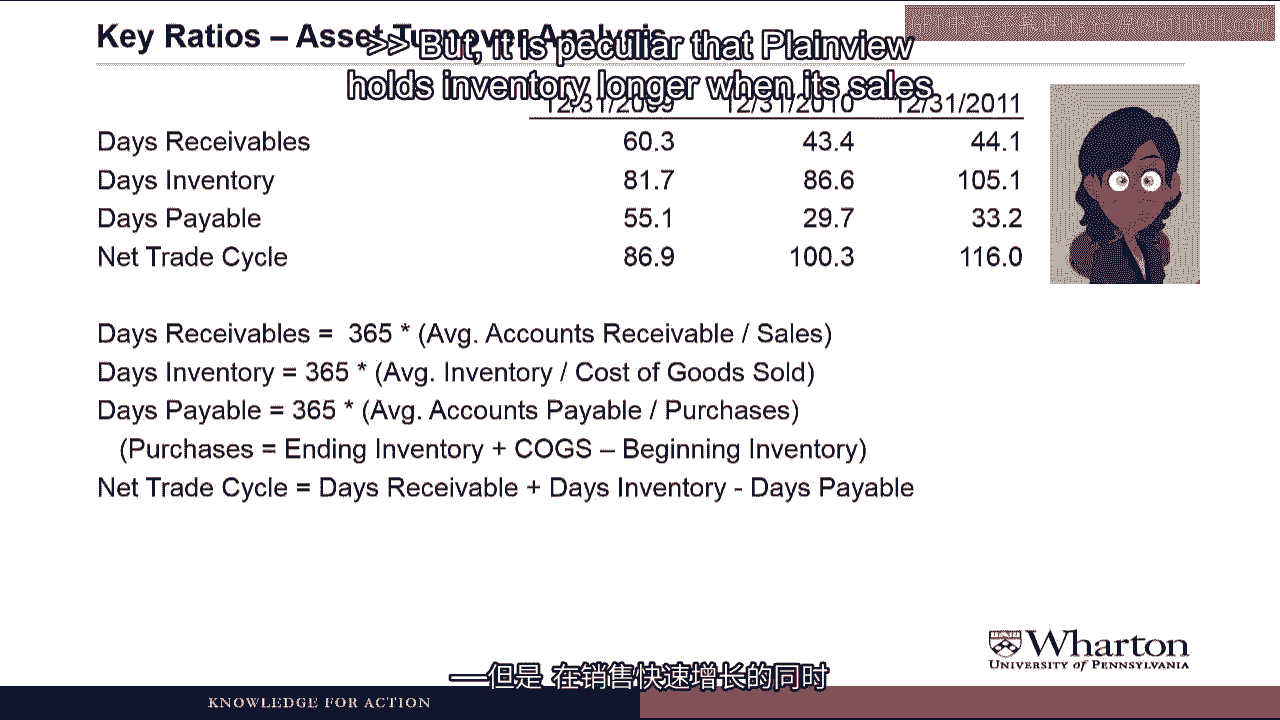 Key Ratios – Asset Turnover Analysis
>> But, it is peculiar that Plainview
holds inventory longer when its sales
12/31/2009 12/31/2010 12/31/2011
Days Receivables 60.3 43.4 44.1
Days Inventory 81.7 86.6 105.1
Days Payable 55.1 29.7 33.2
Net Trade Cycle 86.9 100.3 116.0
Days Receivables = 365 * (Avg. Accounts Receivable / Sales)
Days Inventory = 365 * (Avg. Inventory / Cost of Goods Sold)
Days Payable = 365 * (Avg. Accounts Payable / Purchases)
(Purchases = Ending Inventory + COGS – Beginning Inventory)
Net Trade Cycle = Days Receivable + Days Inventory - Days Payable
Wharton
UNIVERSITY of PENNSYLVANIA
——但是 在销售快速增长的同时
KNOWLEDGE FOR ACTION